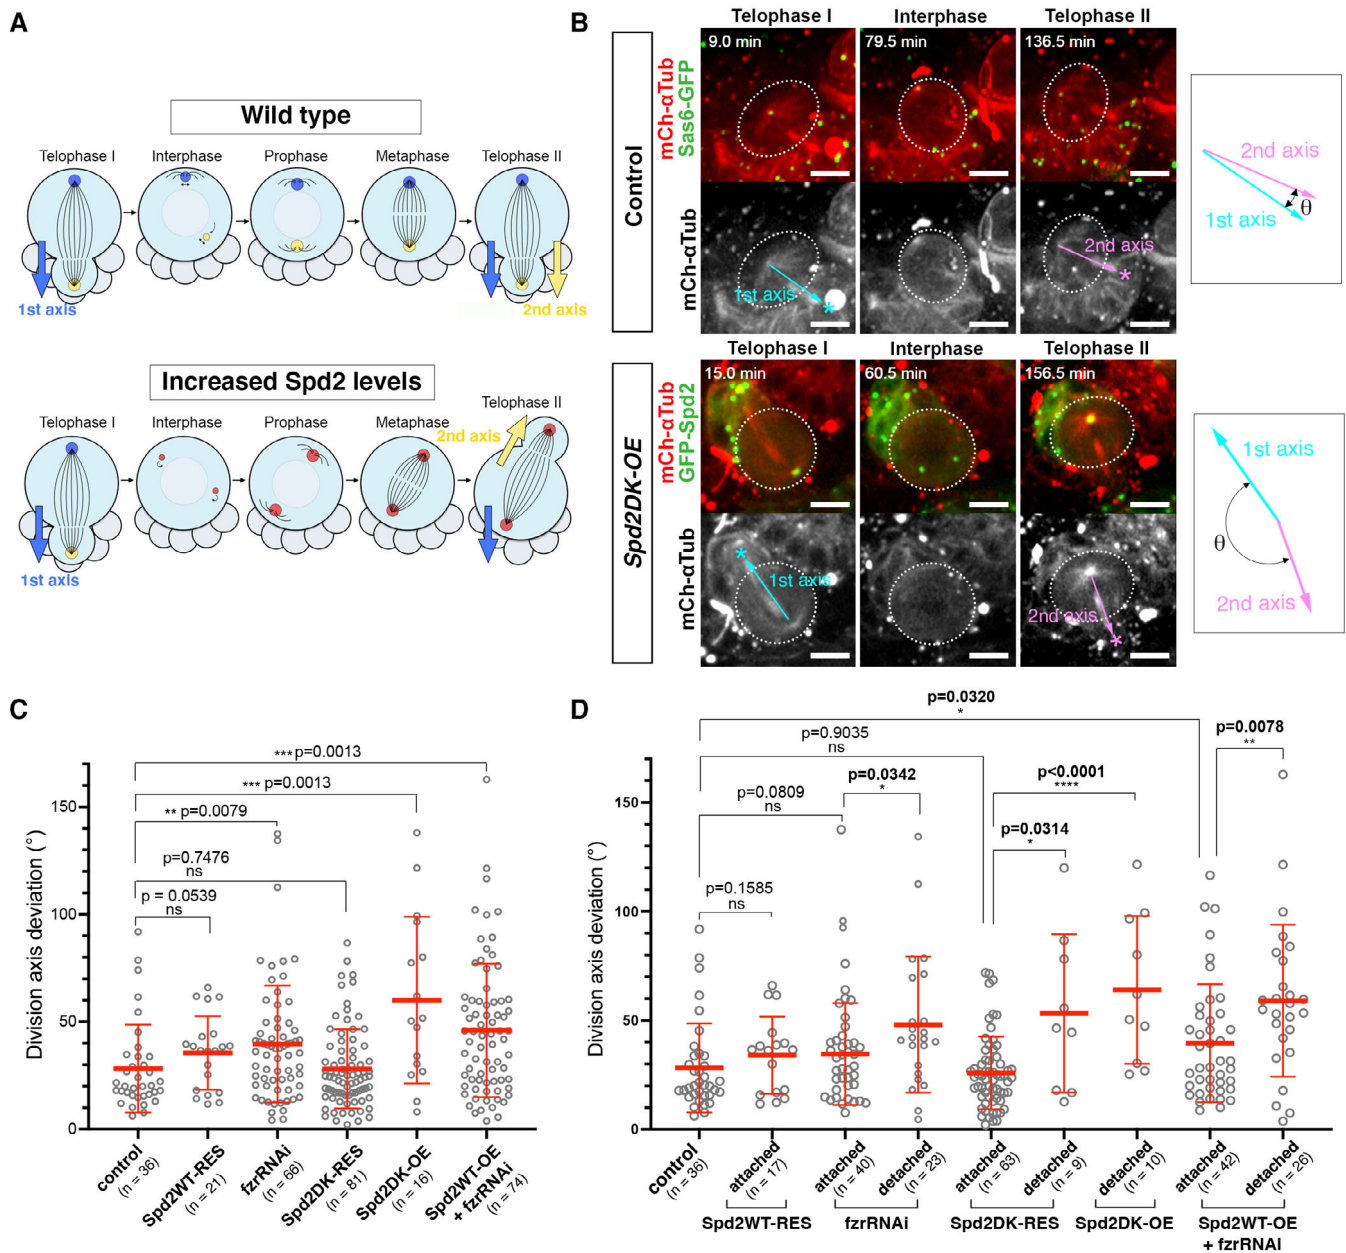 A
Wild type
Telophase I
Interphase
Prophase
Metaphase
Telophase II
1st axis
2nd axis
Increased Spd2 levels
Telophase I
Interphase
Prophase
Metaphase
Telophase II
2nd axis
1st axis
B
Telophase I
Interphase
Telophase II
Control
mCh-αTub
Sas6-GFP
9.0 min
79.5 min
136.5 min
mCh-αTub
1st axis
*
2nd axis
*
2nd axis
1st axis
θ
Telophase I
Interphase
Telophase II
Spd2DK-OE
mCh-αTub
GFP-Spd2
15.0 min
60.5 min
156.5 min
mCh-αTub
*
1st axis
2nd axis
*
1st axis
θ
2nd axis
C
*** p=0.0013
*** p=0.0013
** p=0.0079
p=0.7476
ns
p = 0.0539
ns
Division axis deviation (°)
150
100
50
0
control
(n = 36)
Spd2WT-RES
(n = 21)
fzrRNAi
(n = 66)
Spd2DK-RES
(n = 81)
Spd2DK-OE
(n = 16)
Spd2WT-OE
+ fzrRNAi
(n = 74)
D
p=0.0320
*
p=0.9035
ns
p=0.0078
**
p=0.0809
ns
p=0.0342
*
p<0.0001
****
p=0.0314
*
p=0.1585
ns
Division axis deviation (°)
150
100
50
0
control
(n = 36)
attached
(n = 17)
attached
(n = 40)
detached
(n = 23)
attached
(n = 63)
detached
(n = 9)
detached
(n = 10)
attached
(n = 42)
detached
(n = 26)
Spd2WT-RES
fzrRNAi
Spd2DK-RES
Spd2DK-OE
Spd2WT-OE
+ fzrRNAi